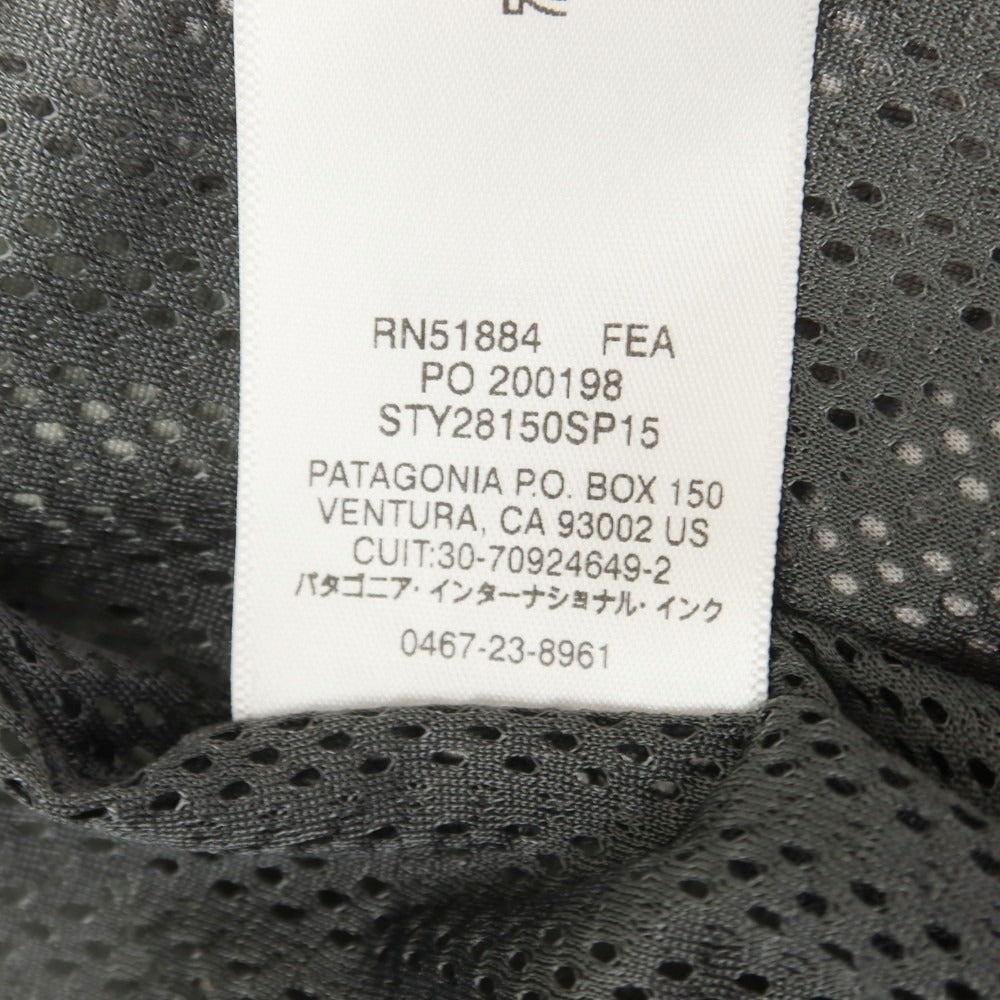 RN51884 FEA
PO 200198
STY28150SP15
PATAGONIA P.O. BOX 150
VENTURA, CA 93002 US
CUIT:30-70924649-2
パタゴニア・インターナショナル・インク
0467-23-8961